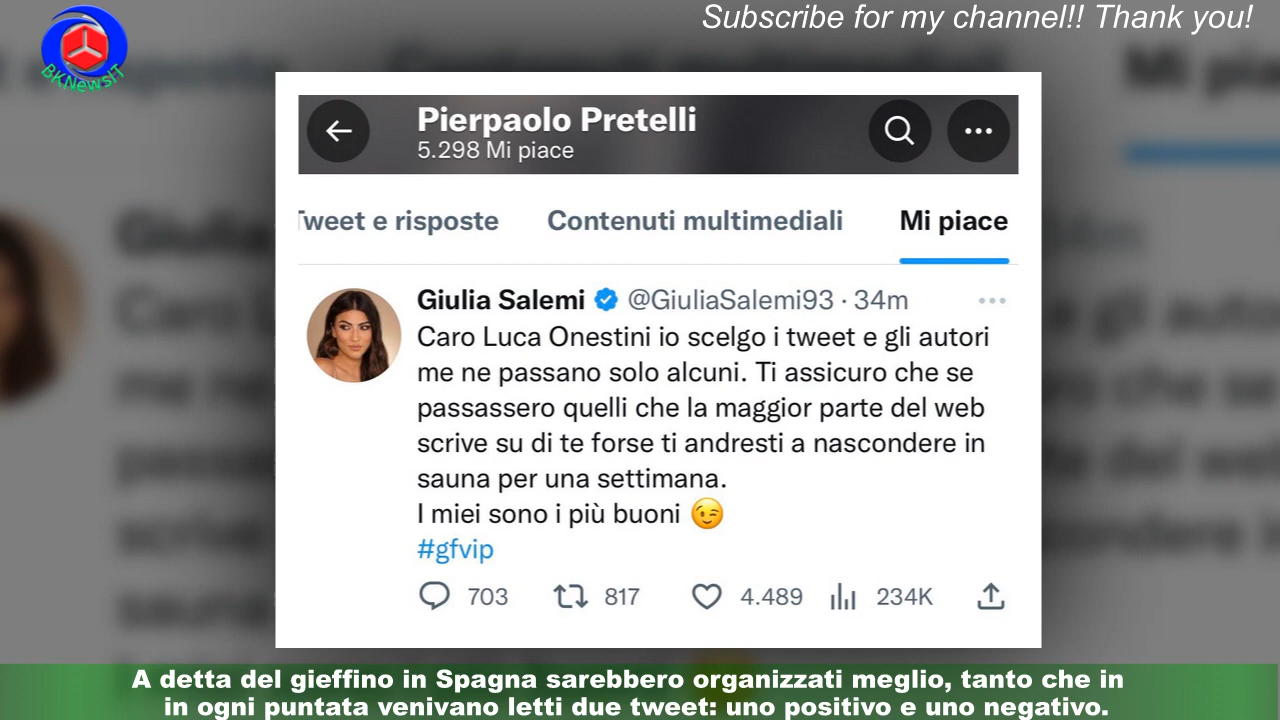 Subscribe for my channel!! Thank you!
BKNewsIT
Pierpaolo Pretelli
5.298 Mi piace
Tweet e risposte Contenuti multimediali Mi piace
Giulia Salemi @GiuliaSalemi93 · 34m
Caro Luca Onestini io scelgo i tweet e gli autori
me ne passano solo alcuni. Ti assicuro che se
passassero quelli che la maggior parte del web
scrive su di te forse ti andresti a nascondere in
sauna per una settimana.
I miei sono i più buoni 😉
#gfvip
703 817 4.489 234K
A detta del gieffino in Spagna sarebbero organizzati meglio, tanto che in
in ogni puntata venivano letti due tweet: uno positivo e uno negativo.